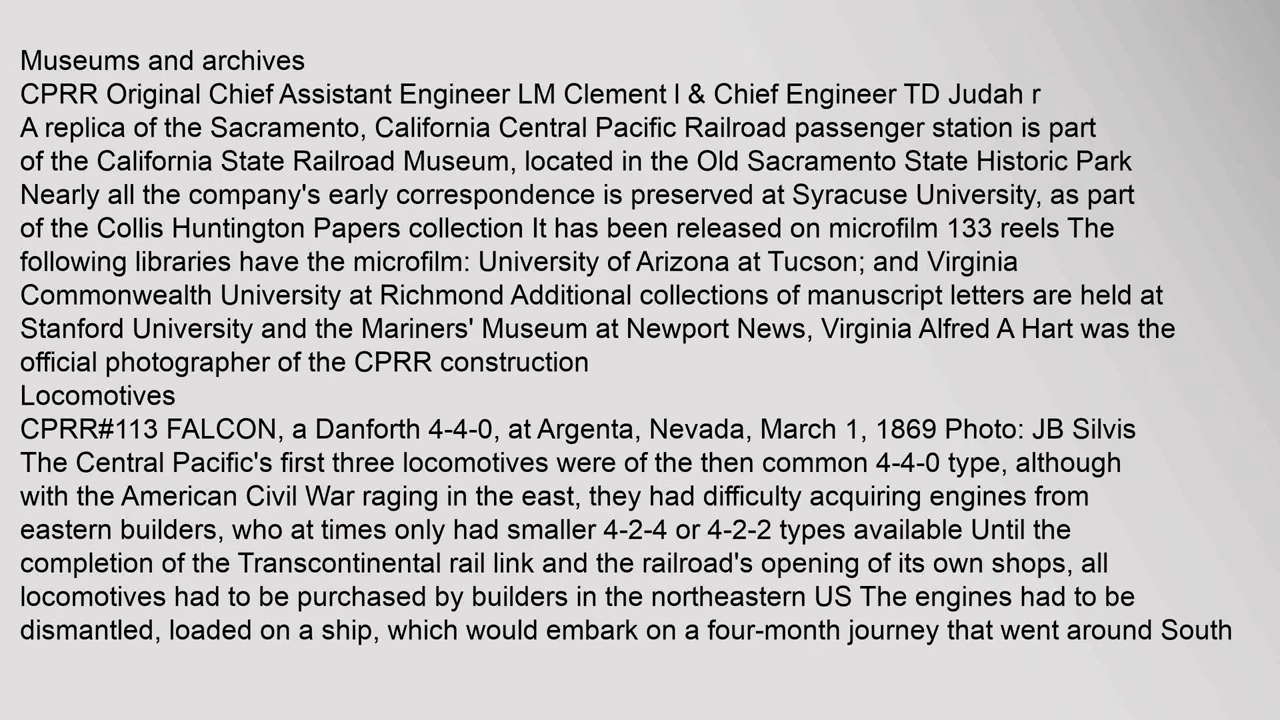 Museums and archives
CPRR Original Chief Assistant Engineer LM Clement l & Chief Engineer TD Judah r
A replica of the Sacramento, California Central Pacific Railroad passenger station is part
of the California State Railroad Museum, located in the Old Sacramento State Historic Park
Nearly all the company's early correspondence is preserved at Syracuse University, as part
of the Collis Huntington Papers collection It has been released on microfilm 133 reels The
following libraries have the microfilm: University of Arizona at Tucson; and Virginia
Commonwealth University at Richmond Additional collections of manuscript letters are held at
Stanford University and the Mariners' Museum at Newport News, Virginia Alfred A Hart was the
official photographer of the CPRR construction
Locomotives
CPRR#113 FALCON, a Danforth 4-4-0, at Argenta, Nevada, March 1, 1869 Photo: JB Silvis
The Central Pacific's first three locomotives were of the then common 4-4-0 type, although
with the American Civil War raging in the east, they had difficulty acquiring engines from
eastern builders, who at times only had smaller 4-2-4 or 4-2-2 types available Until the
completion of the Transcontinental rail link and the railroad's opening of its own shops, all
locomotives had to be purchased by builders in the northeastern US The engines had to be
dismantled, loaded on a ship, which would embark on a four-month journey that went around South